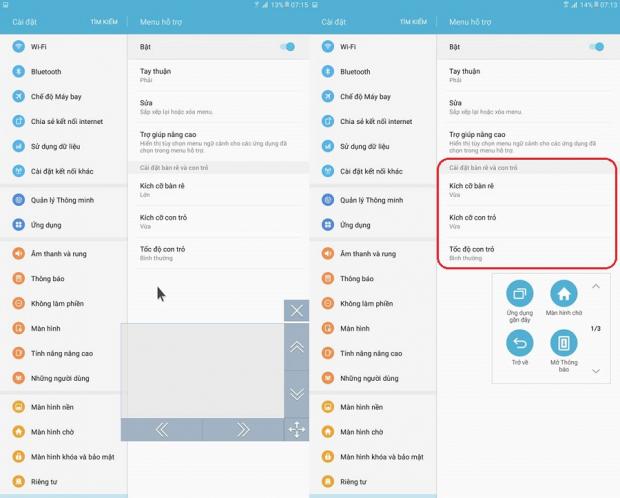 13% 07:15
Cài đặt
TÌM KIẾM
Menu hỗ trợ
Wi-Fi
Bluetooth
Chế độ Máy bay
Chia sẻ kết nối internet
Sử dụng dữ liệu
Cài đặt kết nối khác
Quản lý Thông minh
Ứng dụng
Âm thanh và rung
Thông báo
Không làm phiền
Màn hình
Tính năng nâng cao
Những người dùng
Màn hình nền
Màn hình chờ
Màn hình khóa và bảo mật
Riêng tư
Bật
Tay thuận
Phải
Sửa
Sắp xếp lại hoặc xóa menu.
Trợ giúp nâng cao
Hiển thị tùy chọn menu ngữ cảnh cho các ứng dụng đã
chọn trong menu hỗ trợ.
Cài đặt bàn rê và con trỏ
Kích cỡ bàn rê
Lớn
Kích cỡ con trỏ
Vừa
Tốc độ con trỏ
Bình thường
14% 07:13
Cài đặt
TÌM KIẾM
Menu hỗ trợ
Wi-Fi
Bluetooth
Chế độ Máy bay
Chia sẻ kết nối internet
Sử dụng dữ liệu
Cài đặt kết nối khác
Quản lý Thông minh
Ứng dụng
Âm thanh và rung
Thông báo
Không làm phiền
Màn hình
Tính năng nâng cao
Những người dùng
Màn hình nền
Màn hình chờ
Màn hình khóa và bảo mật
Riêng tư
Bật
Tay thuận
Phải
Sửa
Sắp xếp lại hoặc xóa menu.
Trợ giúp nâng cao
Hiển thị tùy chọn menu ngữ cảnh cho các ứng dụng đã
chọn trong menu hỗ trợ.
Cài đặt bàn rê và con trỏ
Kích cỡ bàn rê
Vừa
Kích cỡ con trỏ
Vừa
Tốc độ con trỏ
Bình thường
Ứng dụng
gần đây
Màn hình chờ
1/3
Trở về
Mở Thông
báo